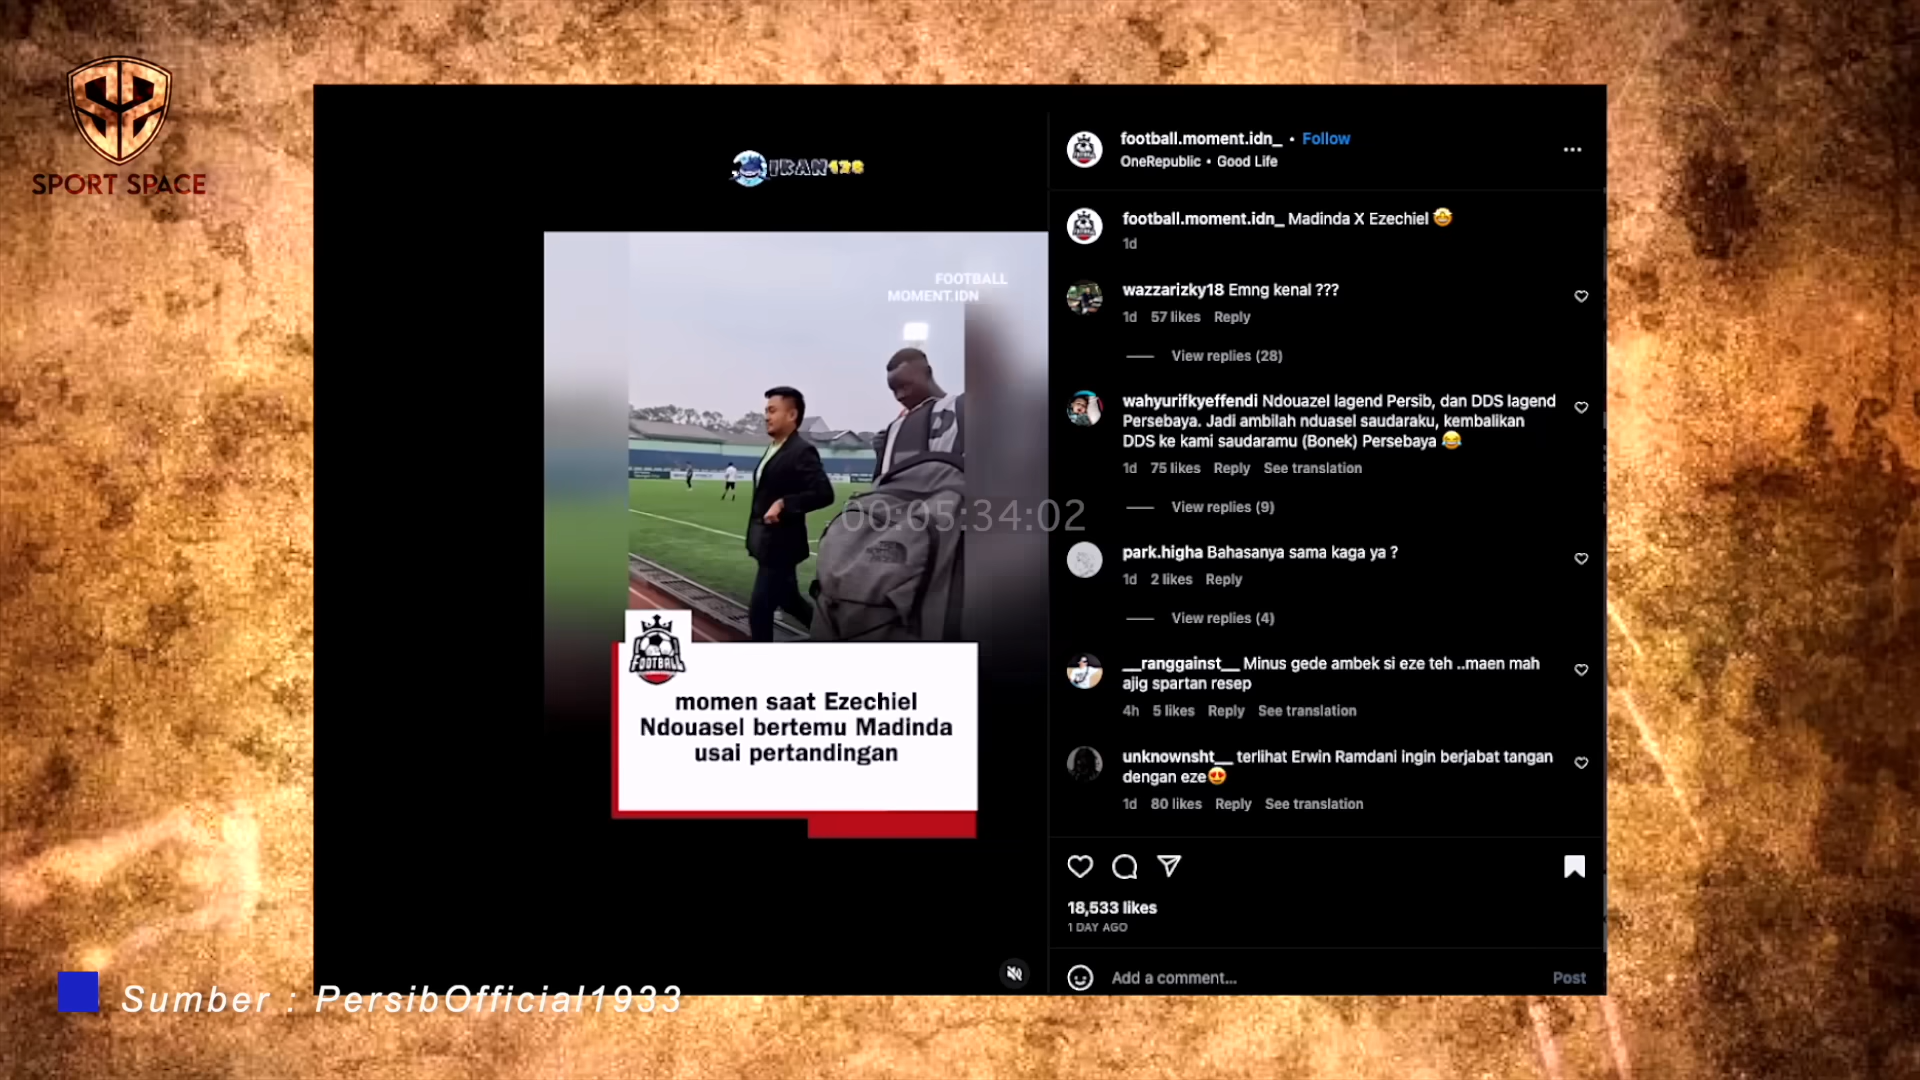 SPORT SPACE
IKAN128
FOOTBALL
MOMENT.IDN
00:05:34:02
FOOTBALL
momen saat Ezechiel
Ndouasel bertemu Madinda
usai pertandingan
football.moment.idn_ • Follow
OneRepublic • Good Life
football.moment.idn_ Madinda X Ezechiel 🤩
1d
wazzarizky18 Emng kenal ???
1d 57 likes Reply
View replies (28)
wahyurifkyeffendi Ndouazel lagend Persib, dan DDS lagend
Persebaya. Jadi ambilah nduasel saudaraku, kembalikan
DDS ke kami saudaramu (Bonek) Persebaya 😂
1d 75 likes Reply See translation
View replies (9)
park.higha Bahasanya sama kaga ya ?
1d 2 likes Reply
View replies (4)
__ranggainst__ Minus gede ambek si eze teh ..maen mah
ajig spartan resep
4h 5 likes Reply See translation
unknownsht__ terlihat Erwin Ramdani ingin berjabat tangan
dengan eze😍
1d 80 likes Reply See translation
18,533 likes
1 DAY AGO
Add a comment... Post
Sumber : PersibOfficial1933